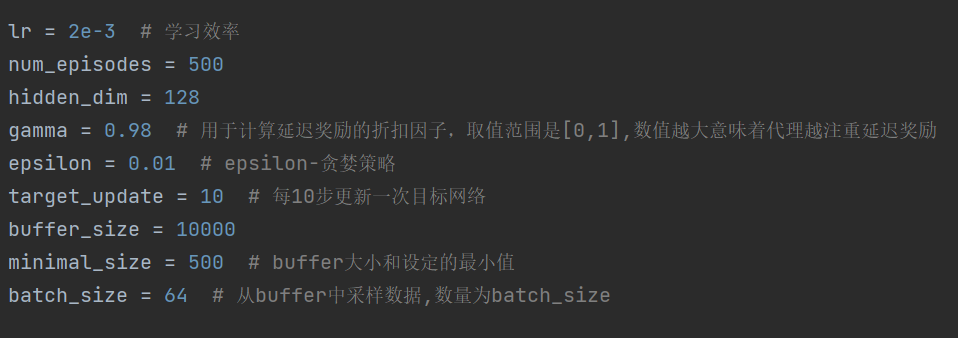 lr = 2e-3  # 学习效率
num_episodes = 500
hidden_dim = 128
gamma = 0.98  # 用于计算延迟奖励的折扣因子，取值范围是[0,1],数值越大意味着代理越注重延迟奖励
epsilon = 0.01  # epsilon-贪婪策略
target_update = 10  # 每10步更新一次目标网络
buffer_size = 10000
minimal_size = 500  # buffer大小和设定的最小值
batch_size = 64  # 从buffer中采样数据,数量为batch_size